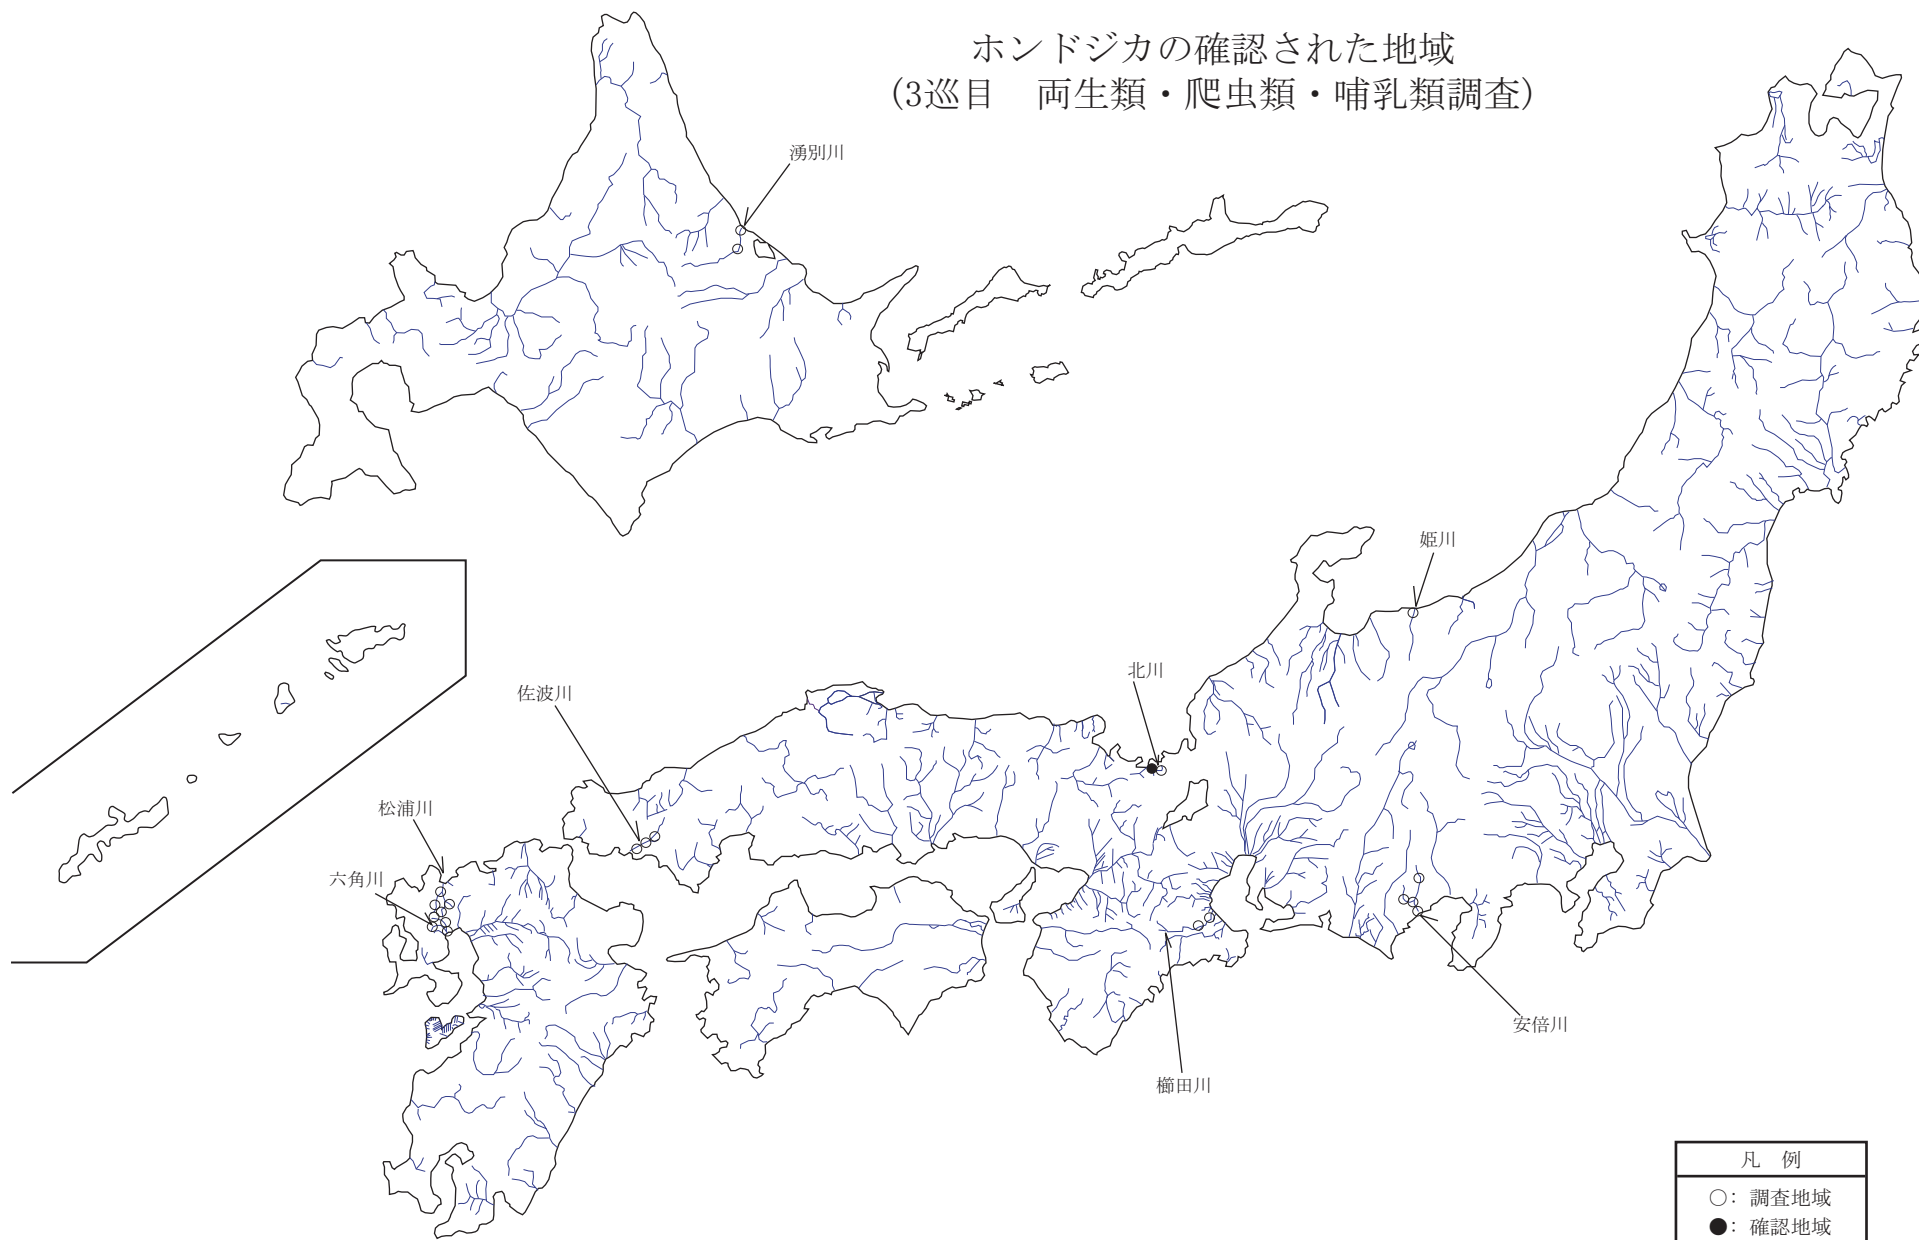 ホンドジカの確認された地域
(3巡目　両生類・爬虫類・哺乳類調査)
湧別川
姫川
北川
佐波川
松浦川
六角川
安倍川
櫛田川
凡　例
○：調査地域
●：確認地域